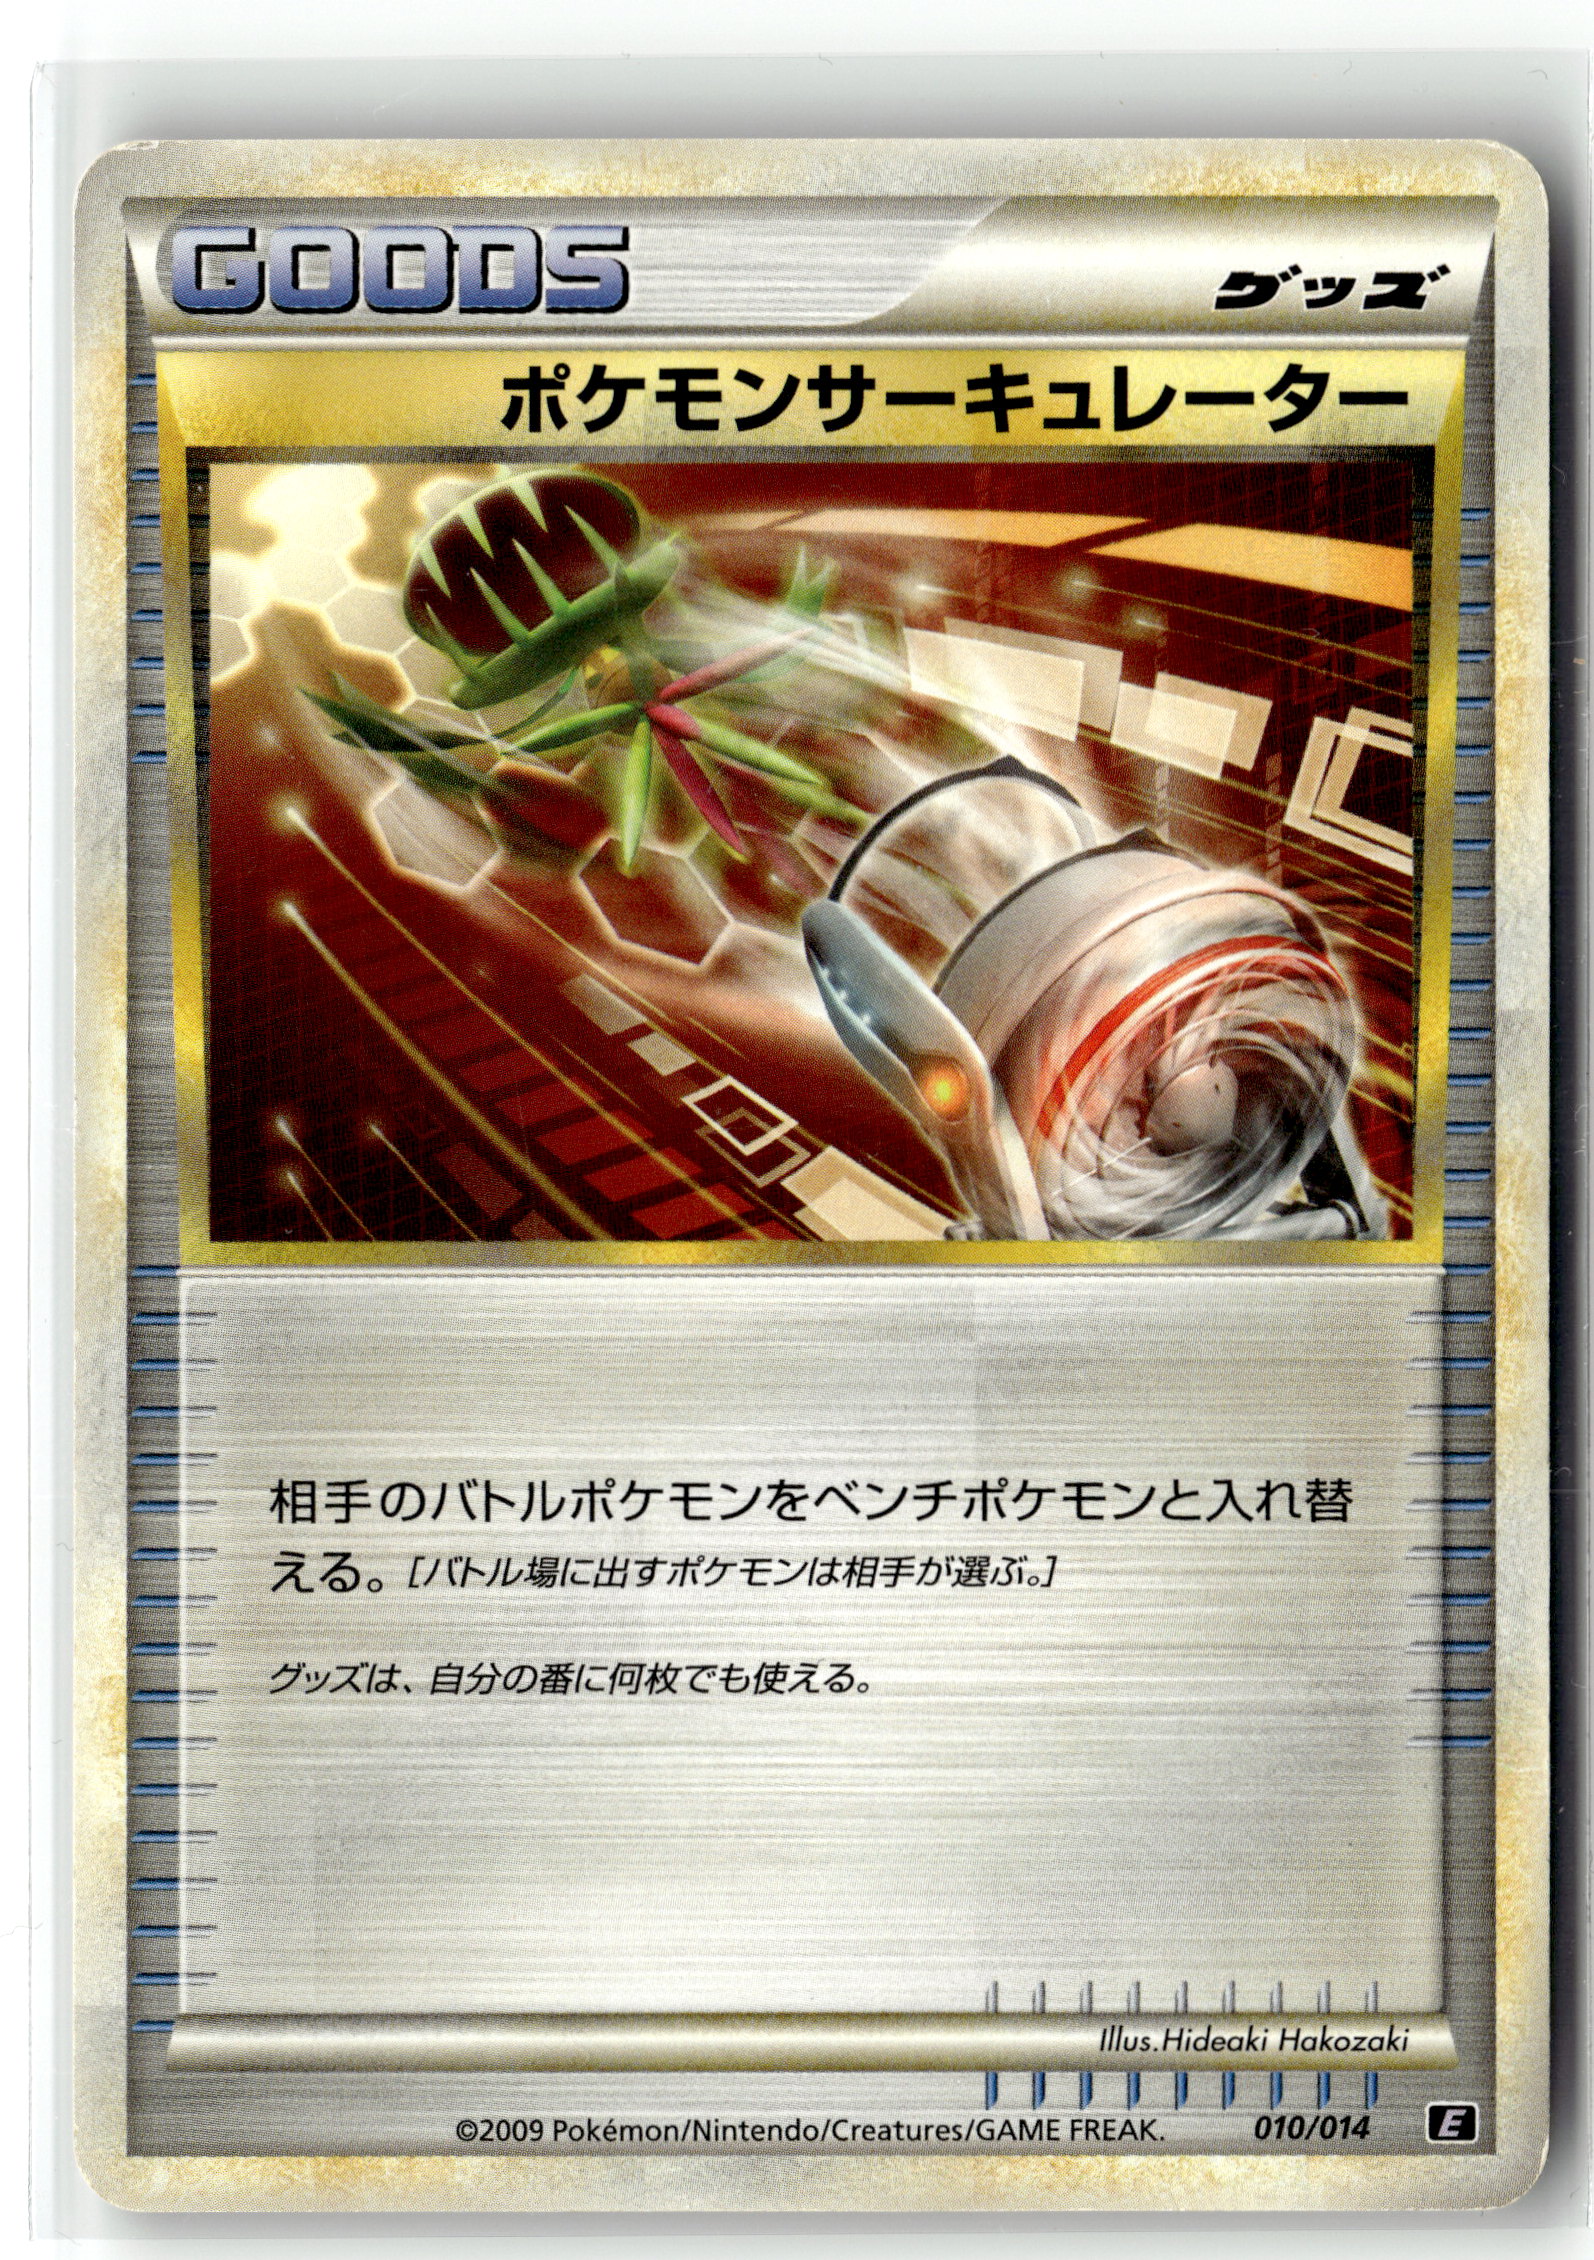 GOODS
グッズ
ポケモンサーキュレーター
相手のバトルポケモンをベンチポケモンと入れ替
える。[バトル場に出すポケモンは相手が選ぶ。]
グッズは、自分の番に何枚でも使える。
Illus.Hideaki Hakozaki
©2009 Pokémon/Nintendo/Creatures/GAME FREAK. 010/014 E